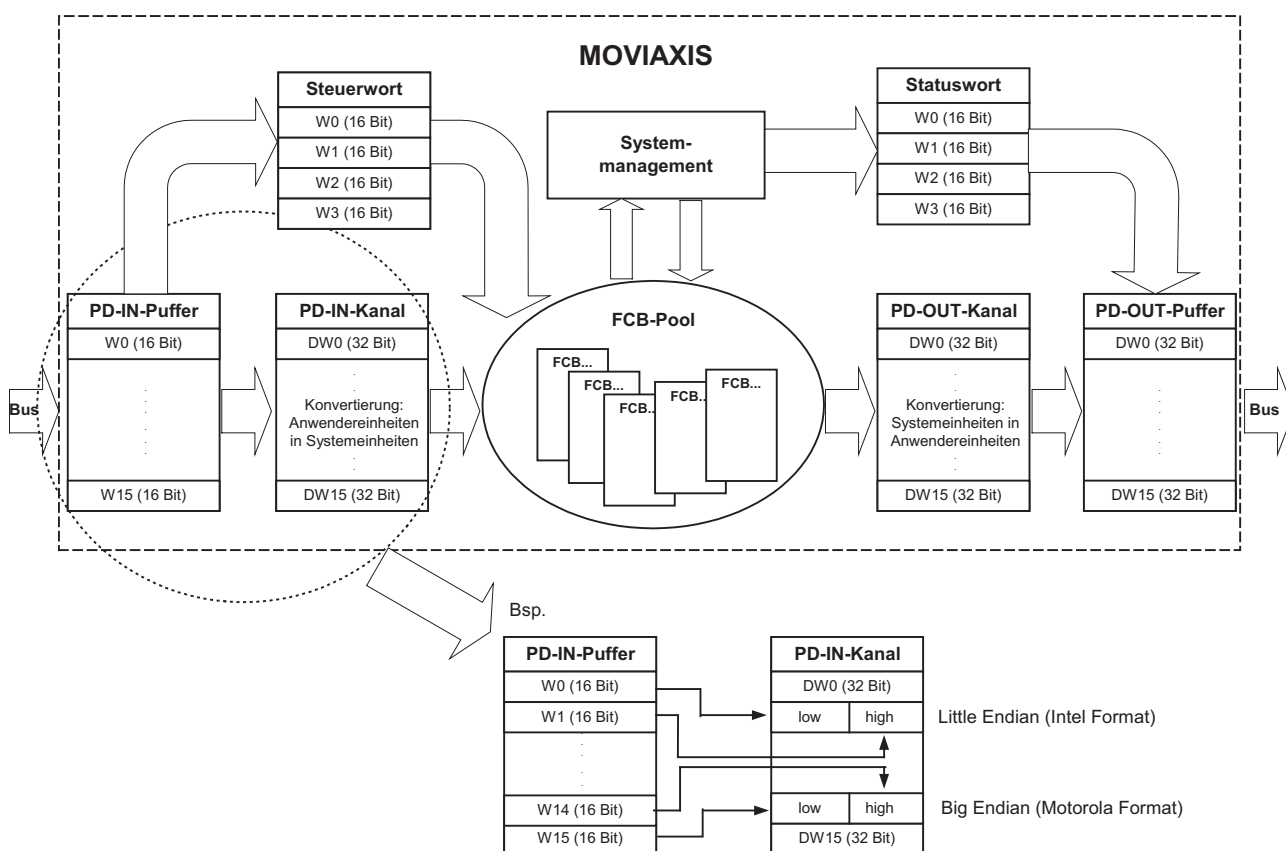 MOVIAXIS
Steuerwort
W0 (16 Bit)
W1 (16 Bit)
W2 (16 Bit)
W3 (16 Bit)
System-
management
Statuswort
W0 (16 Bit)
W1 (16 Bit)
W2 (16 Bit)
W3 (16 Bit)
Bus
PD-IN-Puffer
W0 (16 Bit)
W15 (16 Bit)
PD-IN-Kanal
DW0 (32 Bit)
Konvertierung:
Anwendereinheiten
in Systemeinheiten
DW15 (32 Bit)
FCB-Pool
FCB...
FCB...
FCB..
FCB..
FCB...
PD-OUT-Kanal
DW0 (32 Bit)
Konvertierung:
Systemeinheiten in
Anwendereinheiten
DW15 (32 Bit)
PD-OUT-Puffer
DW0 (32 Bit)
DW15 (32 Bit)
Bus
Bsp.
PD-IN-Puffer
W0 (16 Bit)
W1 (16 Bit)
W14 (16 Bit)
W15 (16 Bit)
PD-IN-Kanal
DW0 (32 Bit)
low high
low high
DW15 (32 Bit)
Little Endian (Intel Format)
Big Endian (Motorola Format)